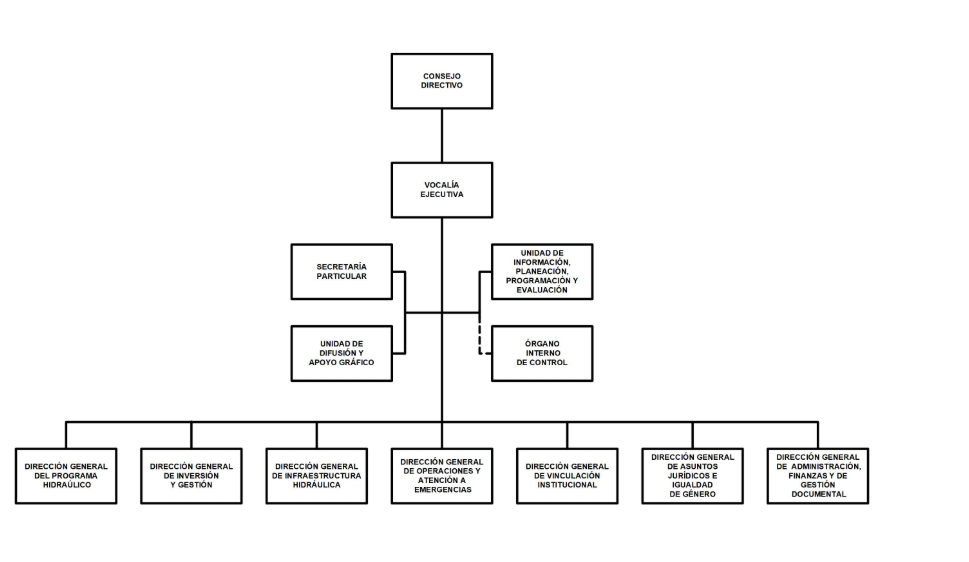 CONSEJO
DIRECTIVO
VOCALÍA
EJECUTIVA
SECRETARÍA
PARTICULAR
UNIDAD DE
INFORMACIÓN,
PLANEACIÓN,
PROGRAMACIÓN Y
EVALUACIÓN
UNIDAD DE
DIFUSIÓN Y
APOYO GRÁFICO
ÓRGANO
INTERNO
DE CONTROL
DIRECCIÓN GENERAL
DEL PROGRAMA
HIDRAÚLICO
DIRECCIÓN GENERAL
DE INVERSIÓN
Y GESTIÓN
DIRECCIÓN GENERAL
DE INFRAESTRUCTURA
HIDRÁULICA
DIRECCIÓN GENERAL
DE OPERACIONES Y
ATENCIÓN A
EMERGENCIAS
DIRECCIÓN GENERAL
DE VINCULACIÓN
INSTITUCIONAL
DIRECCIÓN GENERAL
DE ASUNTOS
JURÍDICOS E
IGUALDAD
DE GÉNERO
DIRECCIÓN GENERAL
DE ADMINISTRACIÓN,
FINANZAS Y DE
GESTIÓN
DOCUMENTAL